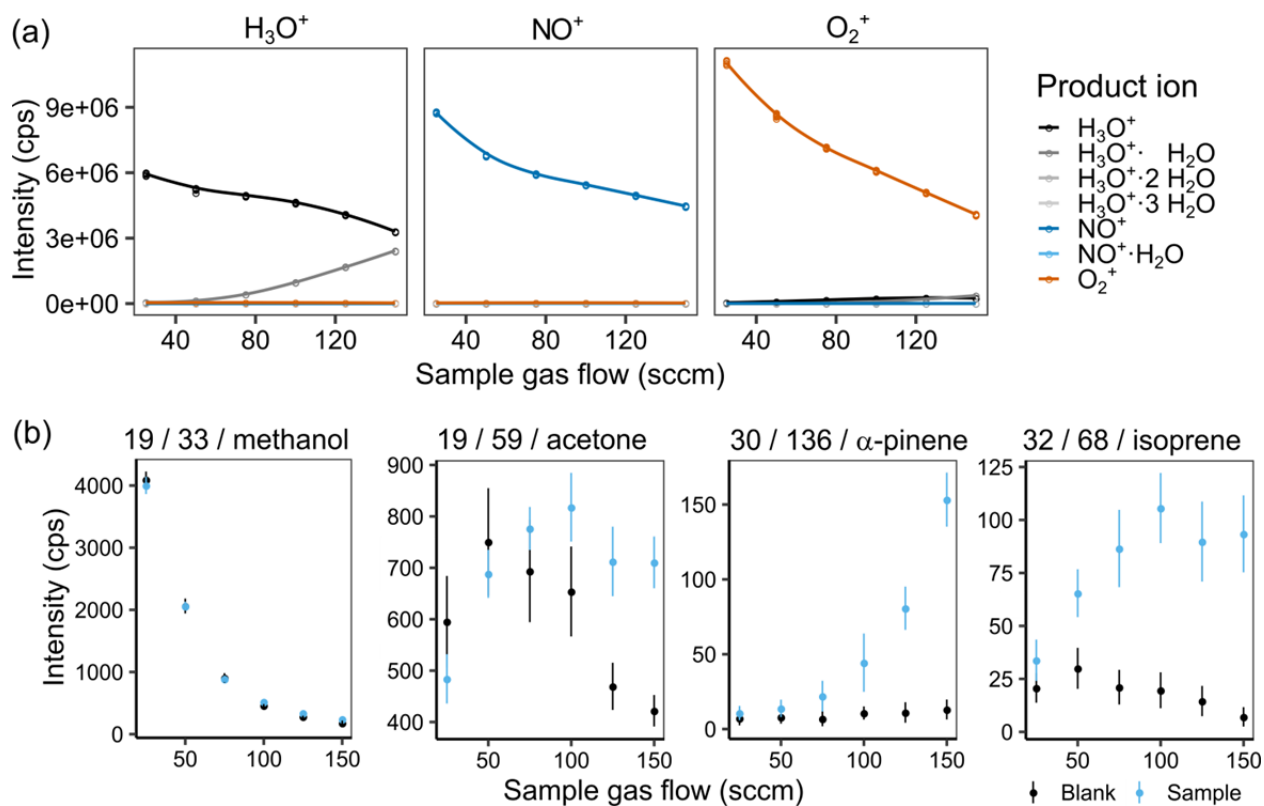 (a)
H₃O⁺ NO⁺ O₂⁺
Intensity (cps)
9e+06
6e+06
3e+06
0e+00
40 80 120 40 80 120 40 80 120
Sample gas flow (sccm)
Product ion
H₃O⁺
H₃O⁺· H₂O
H₃O⁺·2 H₂O
H₃O⁺·3 H₂O
NO⁺
NO⁺·H₂O
O₂⁺
(b)
19 / 33 / methanol 19 / 59 / acetone 30 / 136 / α-pinene 32 / 68 / isoprene
Intensity (cps)
4000
3000
2000
1000
0
50 100 150
900
800
700
600
500
400
50 100 150
150
100
50
0
50 100 150
125
100
75
50
25
0
50 100 150
Sample gas flow (sccm)
Blank Sample